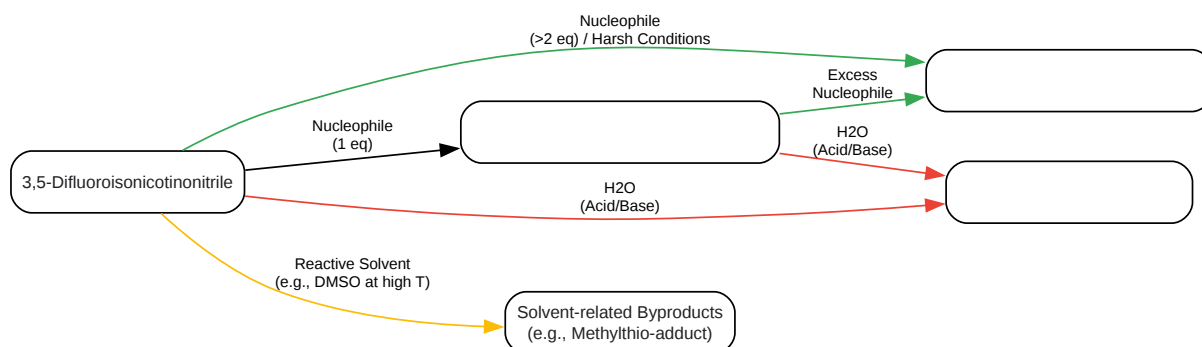 Nucleophile
(>2 eq) / Harsh Conditions
Excess
Nucleophile
Nucleophile
(1 eq)
H2O
(Acid/Base)
3,5-Difluoroisonicotinonitrile
H2O
(Acid/Base)
Reactive Solvent
(e.g., DMSO at high T)
Solvent-related Byproducts
(e.g., Methylthio-adduct)